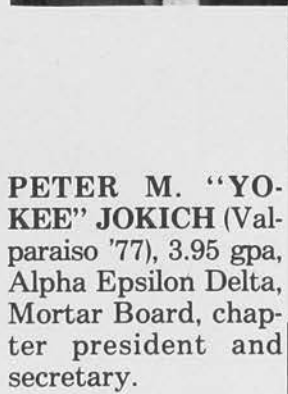 PETER M. “YO-
KEE” JOKICH (Val-
paraiso '77), 3.95 gpa,
Alpha Epsilon Delta,
Mortar Board, chap-
ter president and
secretary.